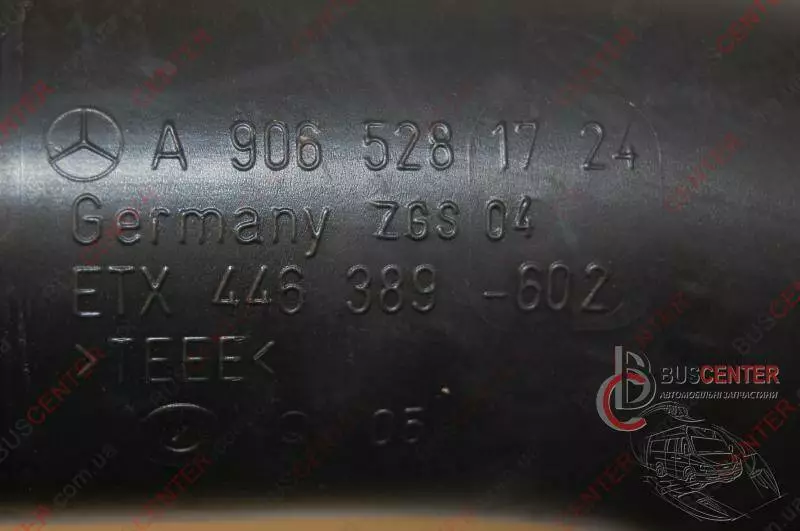 A 906 528 17 24
Germany ZGS 04
ETX 446 389 -602
>TEEE<
05
BUSCENTER
АВТОМОБІЛЬНІ ЗАПЧАСТИНИ